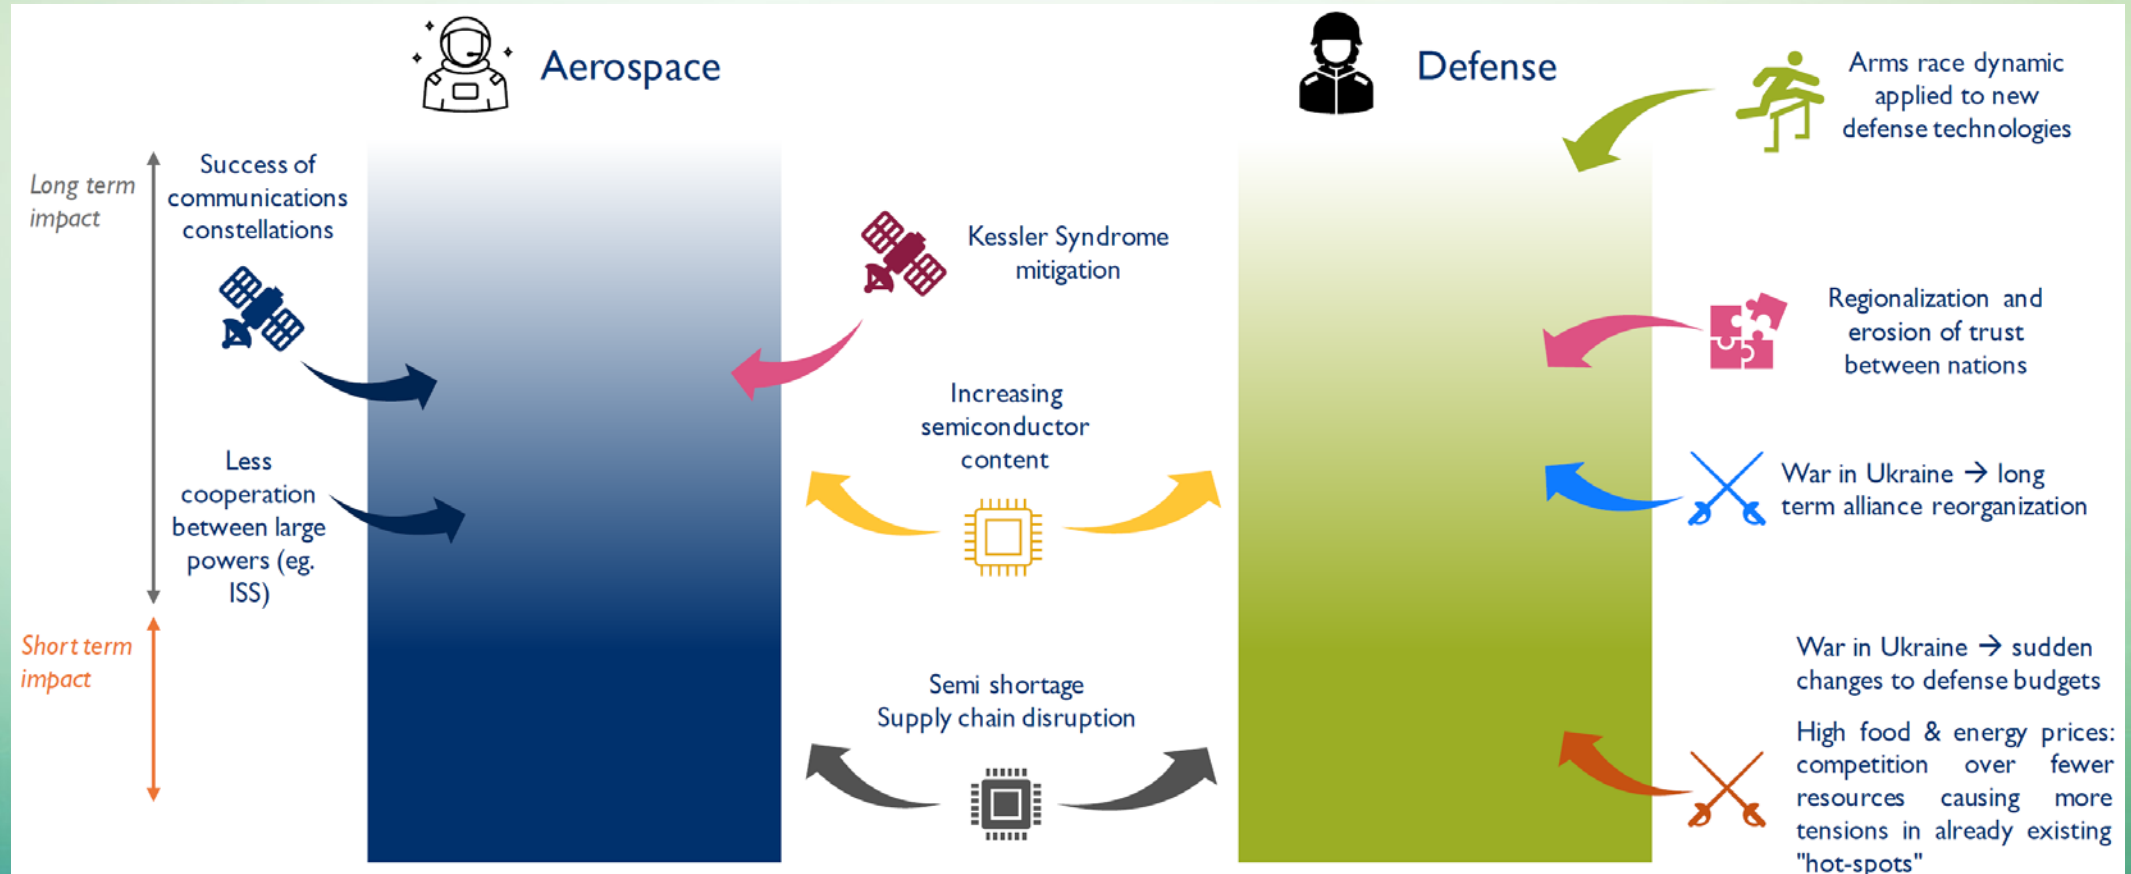 Aerospace
Defense
Long term
impact
Short term
impact
Success of
communications
constellations
Less
cooperation
between large
powers (eg.
ISS)
Kessler Syndrome
mitigation
Increasing
semiconductor
content
Semi shortage
Supply chain disruption
Arms race dynamic
applied to new
defense technologies
Regionalization and
erosion of trust
between nations
War in Ukraine → long
term alliance reorganization
War in Ukraine → sudden
changes to defense budgets
High food & energy prices:
competition over fewer
resources causing more
tensions in already existing
"hot-spots"